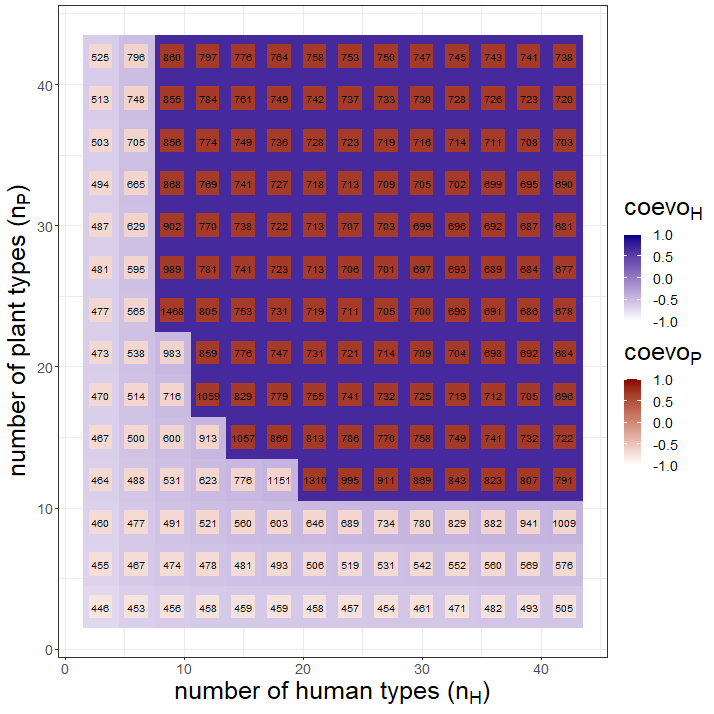 525 796 860 797 776 764 758 753 750 747 745 743 741 738
40
513 748 855 784 761 749 742 737 733 730 728 726 723 720
503 705 856 774 749 736 728 723 719 716 714 711 708 703
494 665 868 769 741 727 718 713 709 705 702 699 695 690
30
487 629 902 770 738 722 713 707 703 699 696 692 687 681
481 595 989 781 741 723 713 706 701 697 693 689 684 677
477 565 1468 805 753 731 719 711 705 700 696 691 686 678
20
473 538 983 859 776 747 731 721 714 709 704 698 692 684
470 514 716 1059 829 779 755 741 732 725 719 712 705 696
467 500 600 913 1057 866 813 786 770 758 749 741 732 722
464 488 531 623 776 1151 1310 995 911 869 843 823 807 791
10
460 477 491 521 560 603 646 689 734 780 829 882 941 1009
455 467 474 478 481 493 506 519 531 542 552 560 569 576
446 453 456 458 459 459 458 457 454 461 471 482 493 505
0
0 10 20 30 40
number of human types (nH)
number of plant types (nP)
coevoH
1.0
0.5
0.0
-0.5
-1.0
coevoP
1.0
0.5
0.0
-0.5
-1.0